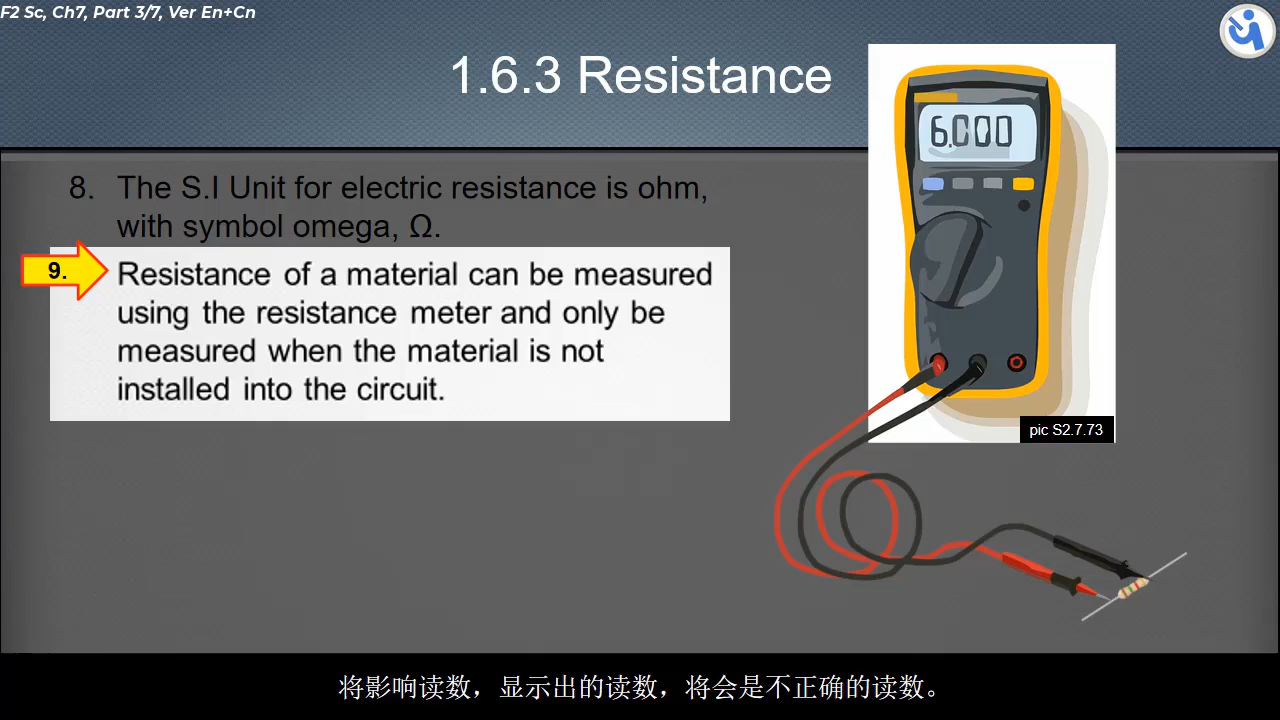 F2 Sc, Ch7, Part 3/7, Ver En+Cn
1.6.3 Resistance
6.000
8. The S.I Unit for electric resistance is ohm,
with symbol omega, Ω.
9. Resistance of a material can be measured
using the resistance meter and only be
measured when the material is not
installed into the circuit.
pic S2.7.73
将影响读数，显示出的读数，将会是不正确的读数。